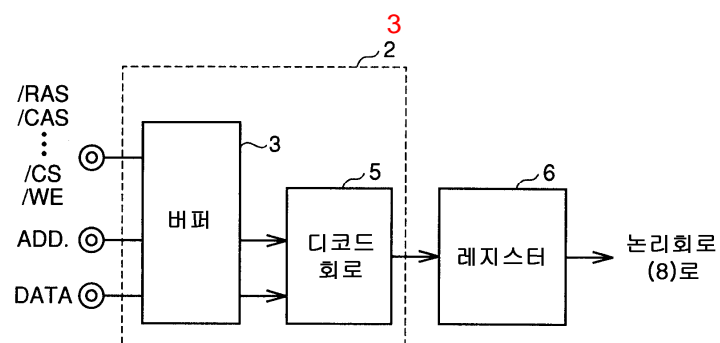 3
2
/RAS
/CAS
/CS
/WE
3
버퍼
ADD.
DATA
5
디코드
회로
6
레지스터
논리회로
(8)로